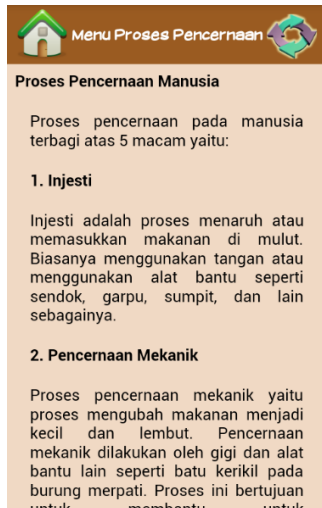 Menu Proses Pencernaan
Proses Pencernaan Manusia
Proses pencernaan pada manusia
terbagi atas 5 macam yaitu:
1. Injesti
Injesti adalah proses menaruh atau
memasukkan makanan di mulut.
Biasanya menggunakan tangan atau
menggunakan alat bantu seperti
sendok, garpu, sumpit, dan lain
sebagainya.
2. Pencernaan Mekanik
Proses pencernaan mekanik yaitu
proses mengubah makanan menjadi
kecil dan lembut. Pencernaan
mekanik dilakukan oleh gigi dan alat
bantu lain seperti batu kerikil pada
burung merpati. Proses ini bertujuan
untuk membantu untuk